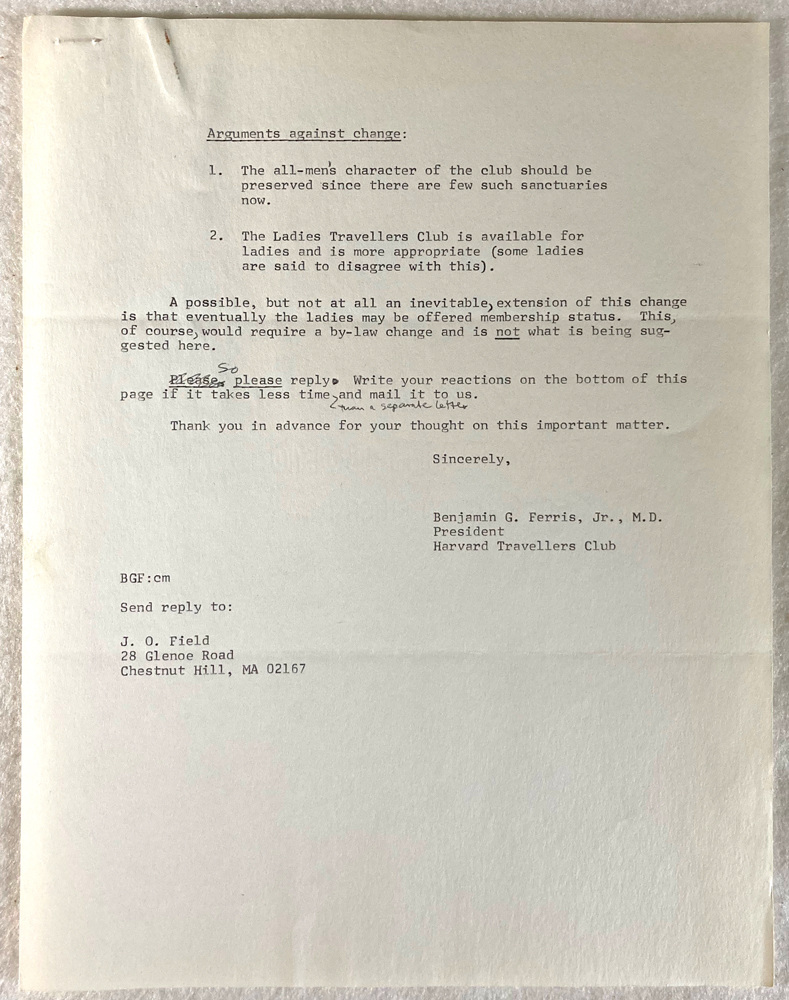 Arguments against change:
1. The all-men's character of the club should be
preserved since there are few such sanctuaries
now.
2. The Ladies Travellers Club is available for
ladies and is more appropriate (some ladies
are said to disagree with this).
A possible, but not at all an inevitable, extension of this change
is that eventually the ladies may be offered membership status. This,
of course, would require a by-law change and is not what is being sug-
gested here.
So
Please, please reply. Write your reactions on the bottom of this
page if it takes less time, and mail it to us.
than a separate letter
Thank you in advance for your thought on this important matter.
Sincerely,
Benjamin G. Ferris, Jr., M.D.
President
Harvard Travellers Club
BGF:cm
Send reply to:
J. O. Field
28 Glenoe Road
Chestnut Hill, MA 02167